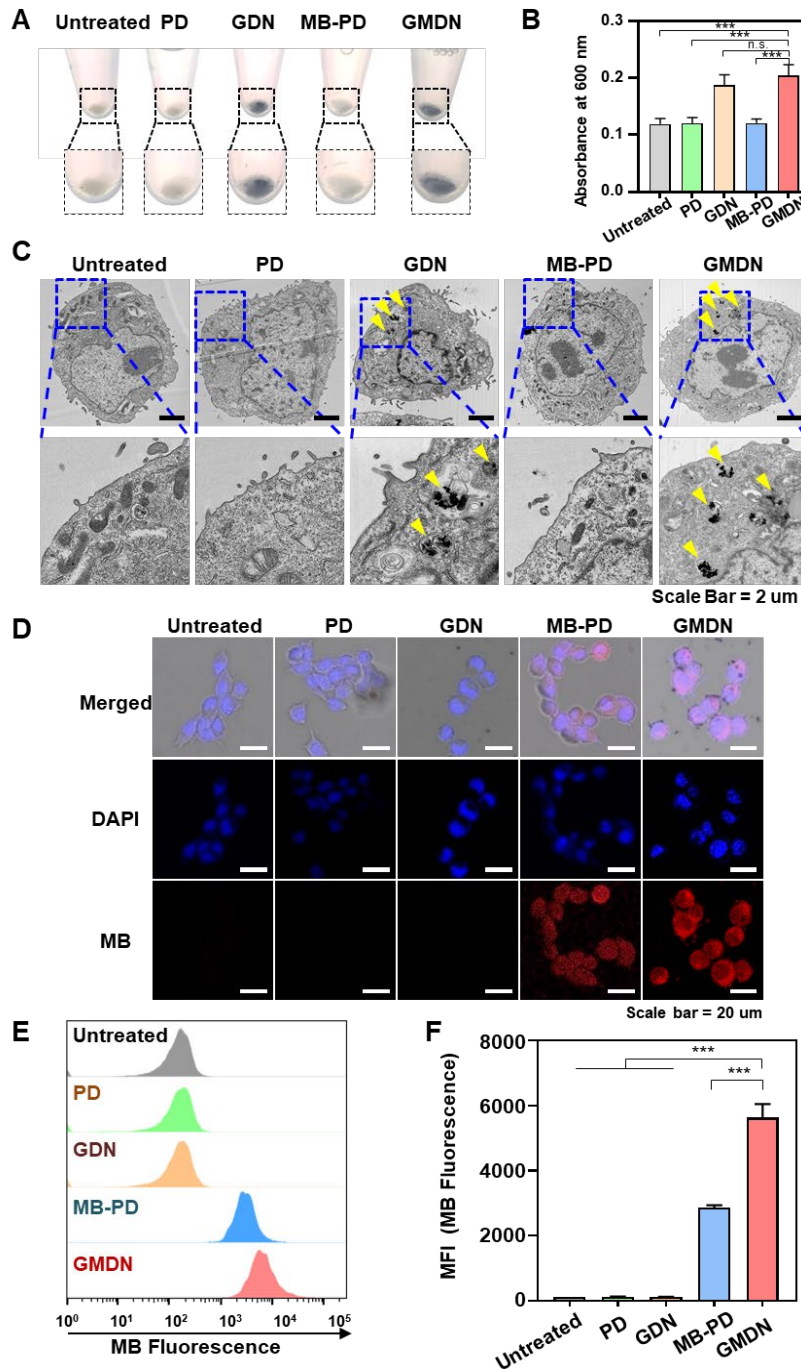 A
Untreated PD GDN MB-PD GMDN
B
Absorbance at 600 nm
0.3
0.2
0.1
0.0
***
***
n.s.
***
Untreated
PD
GDN
MB-PD
GMDN
C
Untreated PD GDN MB-PD GMDN
Scale Bar = 2 um
D
Untreated PD GDN MB-PD GMDN
Merged
DAPI
MB
Scale bar = 20 um
E
Untreated
PD
GDN
MB-PD
GMDN
10⁰ 10¹ 10² 10³ 10⁴ 10⁵
MB Fluorescence
F
MFI (MB Fluorescence)
8000
6000
4000
2000
0
***
***
Untreated
PD
GDN
MB-PD
GMDN